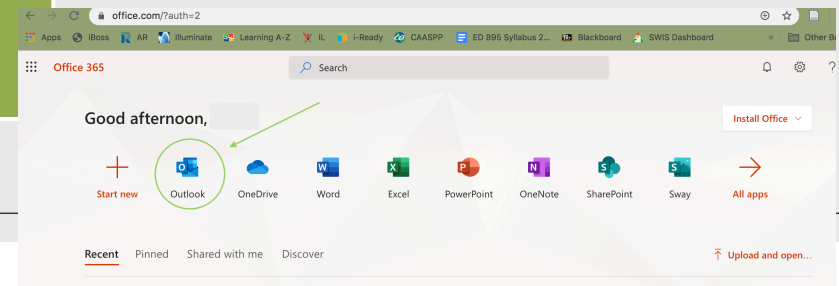 office.com/?auth=2
Apps iBoss AR Illuminate Learning A-Z IL i-Ready CAASPP ED 895 Syllabus 2... Blackboard SWIS Dashboard » Other Bo
Office 365 Search ?
Good afternoon,
Install Office
Start new Outlook OneDrive Word Excel PowerPoint OneNote SharePoint Sway All apps
Recent Pinned Shared with me Discover Upload and open...